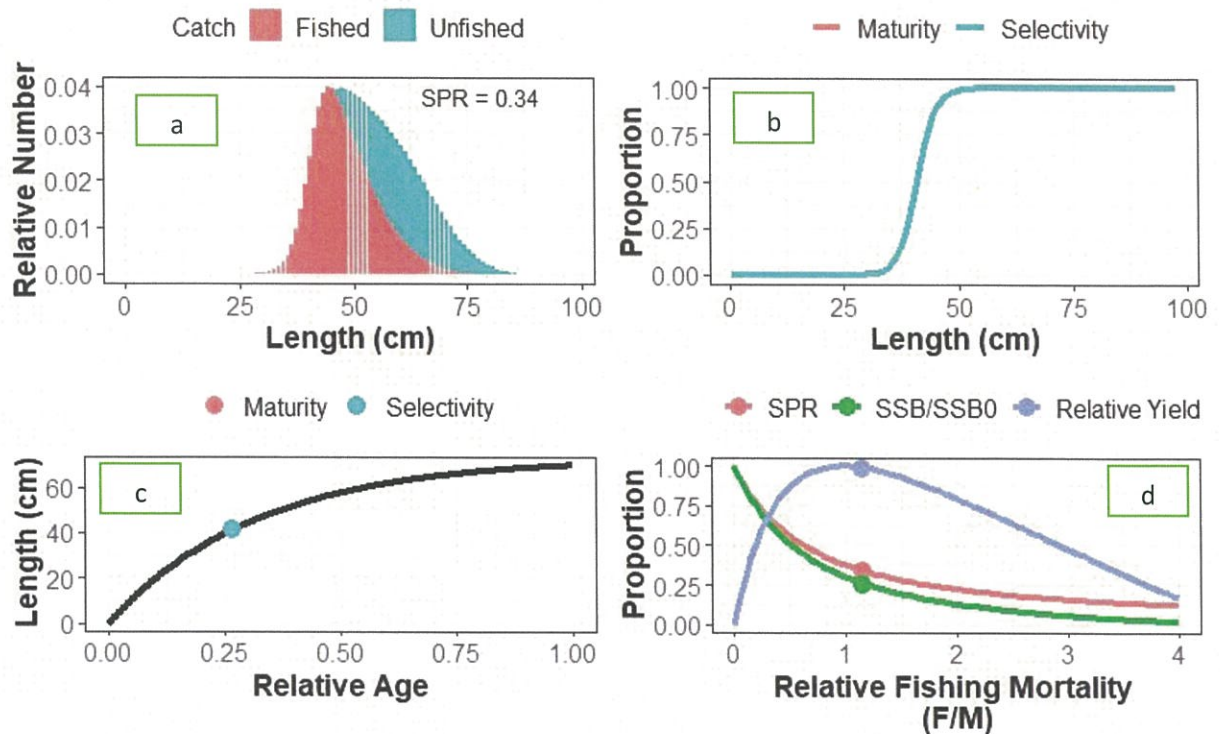 Catch Fished Unfished
SPR = 0.34
a
Relative Number
0.04
0.03
0.02
0.01
0.00
0 25 50 75 100
Length (cm)
Maturity Selectivity
b
Proportion
1.00
0.75
0.50
0.25
0.00
0 25 50 75 100
Length (cm)
Maturity Selectivity
c
Length (cm)
60
40
20
0
0.00 0.25 0.50 0.75 1.00
Relative Age
SPR SSB/SSB0 Relative Yield
d
Proportion
1.00
0.75
0.50
0.25
0.00
0 1 2 3 4
Relative Fishing Mortality
(F/M)